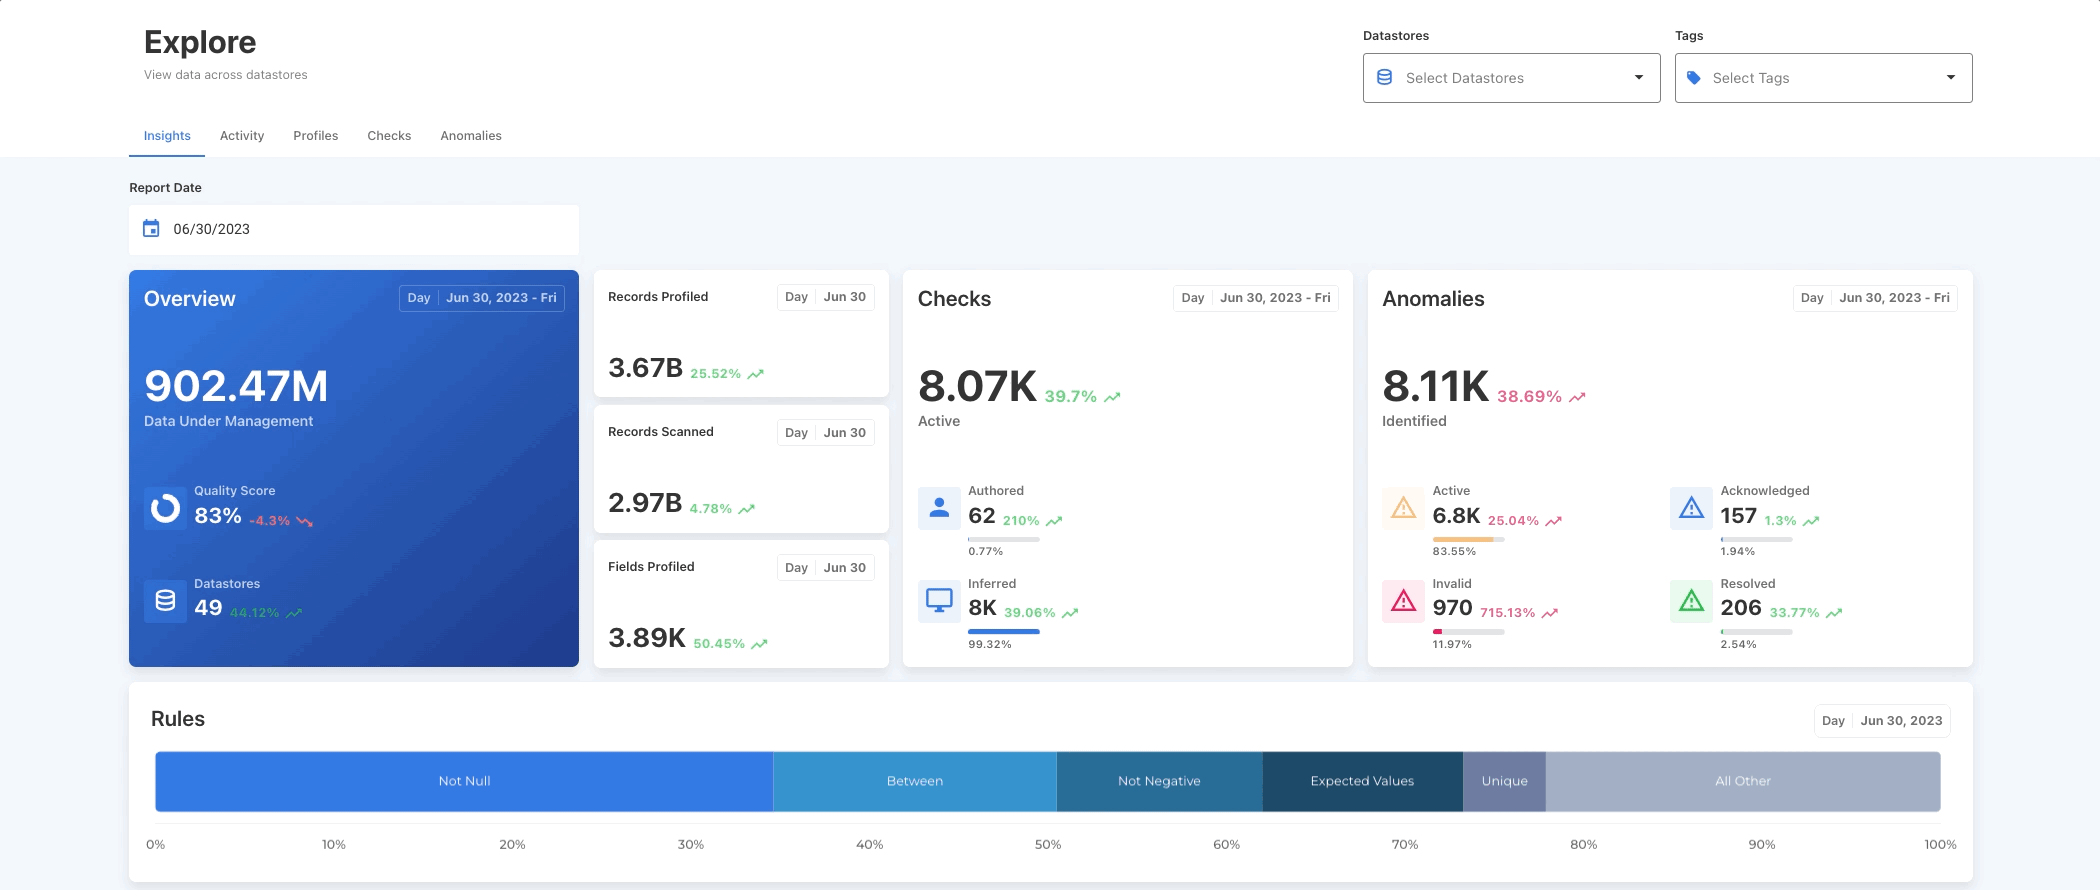 Explore
View data across datastores
Datastores
Select Datastores
Tags
Select Tags
Insights Activity Profiles Checks Anomalies
Report Date
06/30/2023
Overview
Day Jun 30, 2023 - Fri
902.47M
Data Under Management
Quality Score
83% -4.3%
Datastores
49 44.12%
Records Profiled
Day Jun 30
3.67B 25.52%
Records Scanned
Day Jun 30
2.97B 4.78%
Fields Profiled
Day Jun 30
3.89K 50.45%
Checks
Day Jun 30, 2023 - Fri
8.07K 39.7%
Active
Authored
62 210%
0.77%
Inferred
8K 39.06%
99.32%
Anomalies
Day Jun 30, 2023 - Fri
8.11K 38.69%
Identified
Active
6.8K 25.04%
83.55%
Acknowledged
157 1.3%
1.94%
Invalid
970 715.13%
11.97%
Resolved
206 33.77%
2.54%
Rules
Day Jun 30, 2023
Not Null Between Not Negative Expected Values Unique All Other
0% 10% 20% 30% 40% 50% 60% 70% 80% 90% 100%